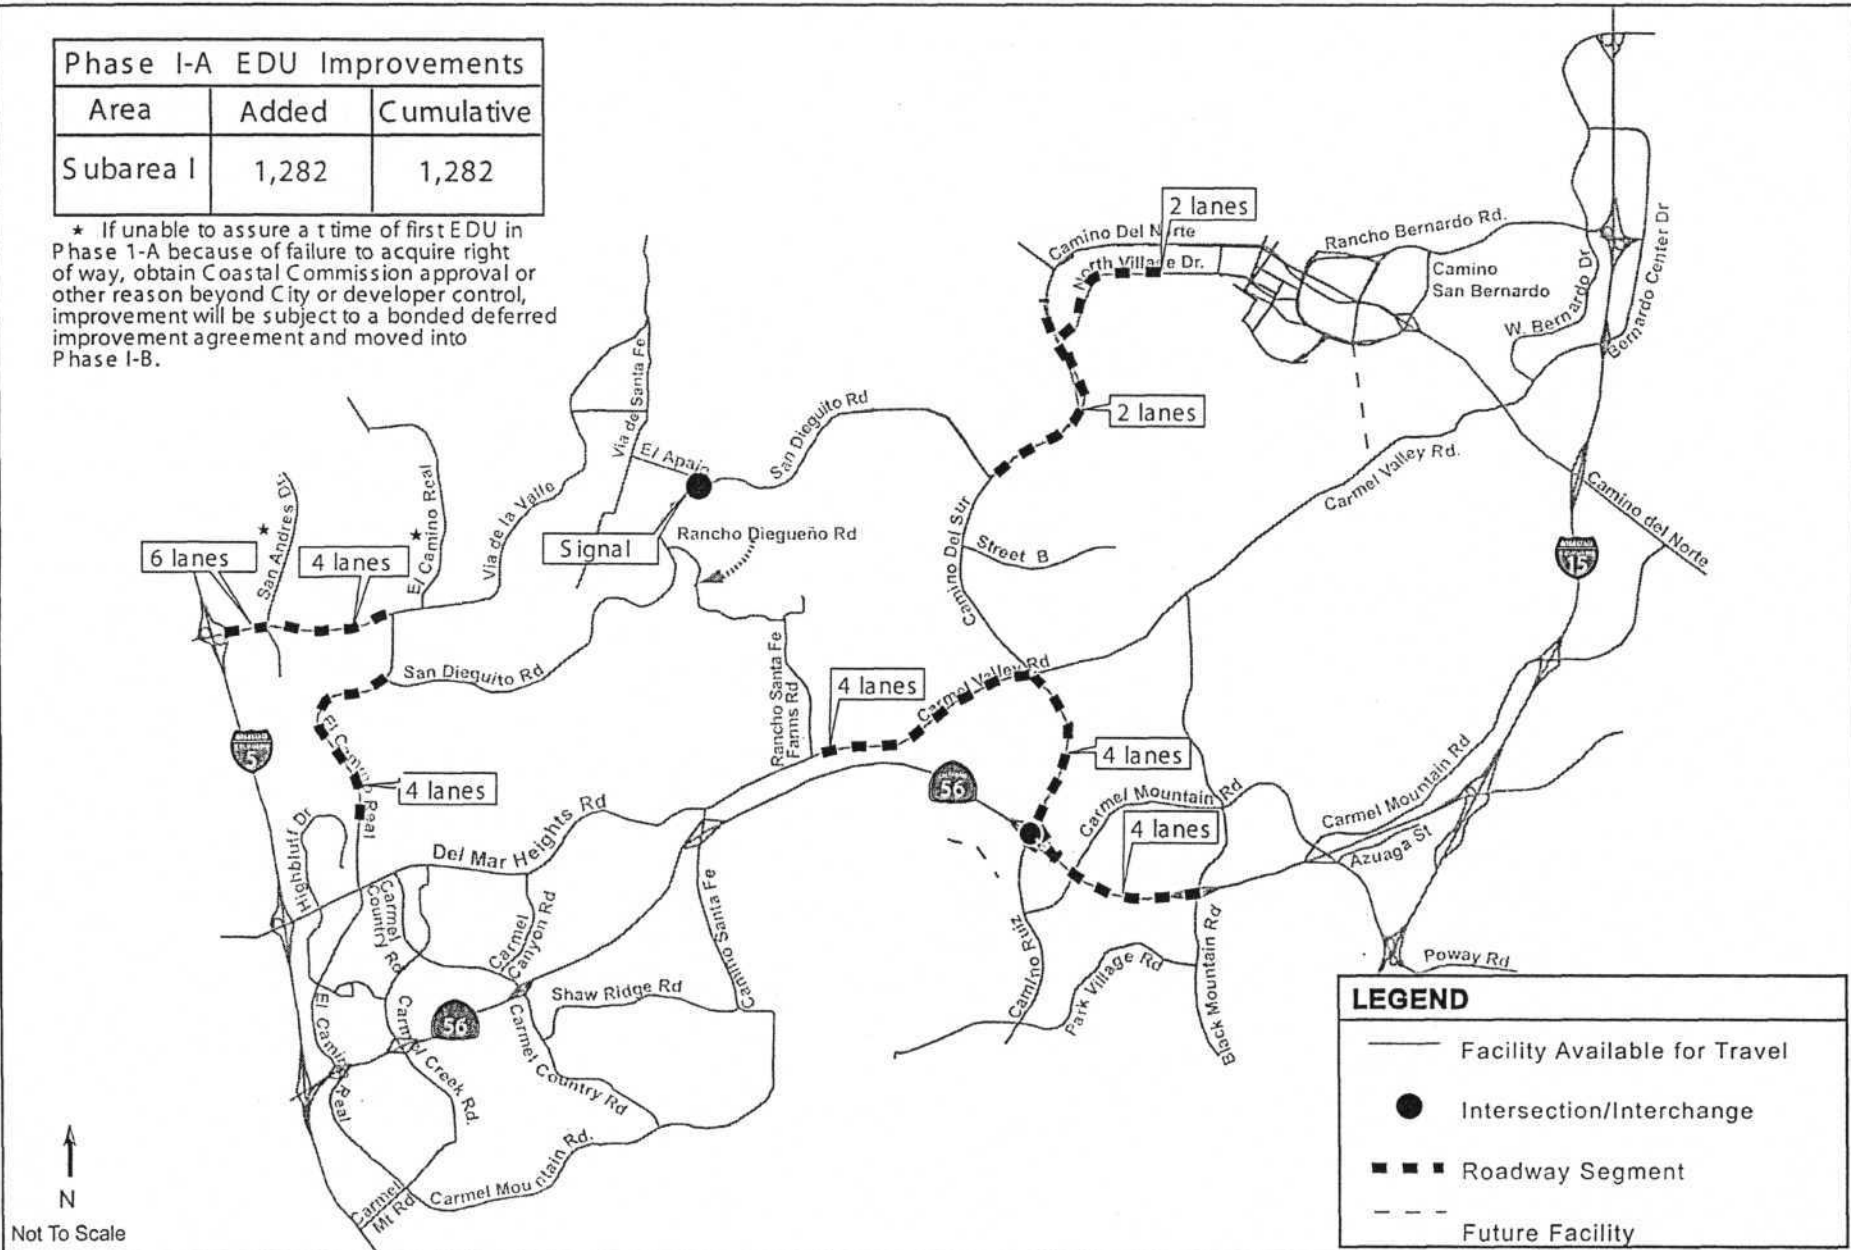 Phase I-A EDU Improvements
Area Added Cumulative
Subarea I 1,282 1,282
* If unable to assure a t time of first EDU in
Phase 1-A because of failure to acquire right
of way, obtain Coastal Commission approval or
other reason beyond City or developer control,
improvement will be subject to a bonded deferred
improvement agreement and moved into
Phase I-B.
2 lanes
Camino Del Norte
North Village Dr.
Rancho Bernardo Rd.
Camino
San Bernardo
W. Bernardo Dr
Bernardo Center Dr
2 lanes
Via de Santa Fe
El Apajo
San Dieguito Rd
Carmel Valley Rd.
Camino del Norte
San Andres Dr
*
El Camino Real
*
Via de la Valle
6 lanes
4 lanes
Signal
Rancho Diegueño Rd
Camino Del Sur
Street B
15
San Dieguito Rd
Rancho Santa Fe
Farms Rd
4 lanes
Carmel Valley Rd
5
El Camino Real
4 lanes
4 lanes
56
Carmel Mountain Rd
4 lanes
Carmel Mountain Rd
Azuaga St
Highbluff Dr
Del Mar Heights Rd
Carmel
Country Rd
Carmel
Canyon Rd
Camino Santa Fe
Camino Ruiz
Park Village Rd
Black Mountain Rd
Poway Rd
Shaw Ridge Rd
56
El Camino Real
Carmel Creek Rd.
Carmel Country Rd
Carmel Mountain Rd.
Carmel
Mt Rd
N
Not To Scale
LEGEND
Facility Available for Travel
Intersection/Interchange
Roadway Segment
Future Facility